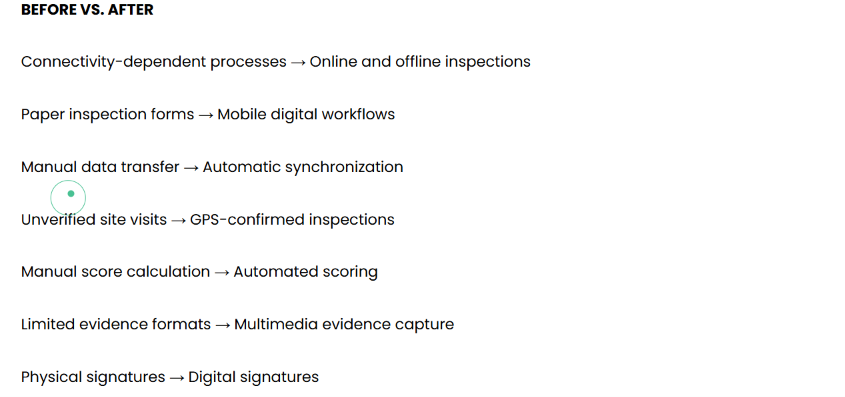 BEFORE VS. AFTER
Connectivity-dependent processes → Online and offline inspections
Paper inspection forms → Mobile digital workflows
Manual data transfer → Automatic synchronization
Unverified site visits → GPS-confirmed inspections
Manual score calculation → Automated scoring
Limited evidence formats → Multimedia evidence capture
Physical signatures → Digital signatures